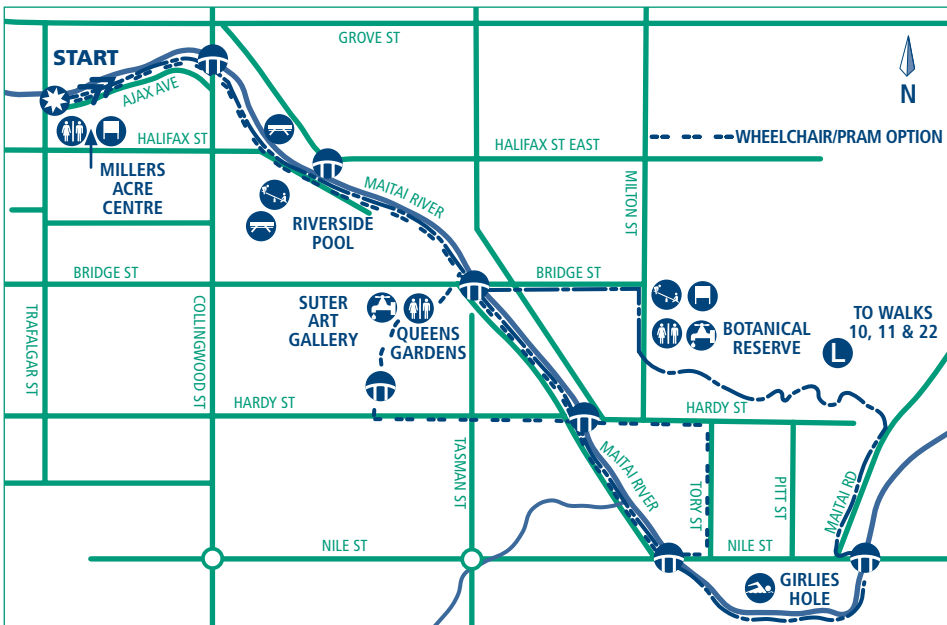 GROVE ST
START
AJAX AVE
N
HALIFAX ST
HALIFAX ST EAST
WHEELCHAIR/PRAM OPTION
MILLERS
ACRE
CENTRE
MAITAI RIVER
MILTON ST
RIVERSIDE
POOL
BRIDGE ST
BRIDGE ST
TRAFALGAR ST
COLLINGWOOD ST
SUTER
ART
GALLERY
QUEENS
GARDENS
BOTANICAL
RESERVE
TO WALKS
10, 11 & 22
L
HARDY ST
HARDY ST
TASMAN ST
MAITAI RIVER
TORY ST
PITT ST
MAITAI RD
NILE ST
NILE ST
GIRLIES
HOLE